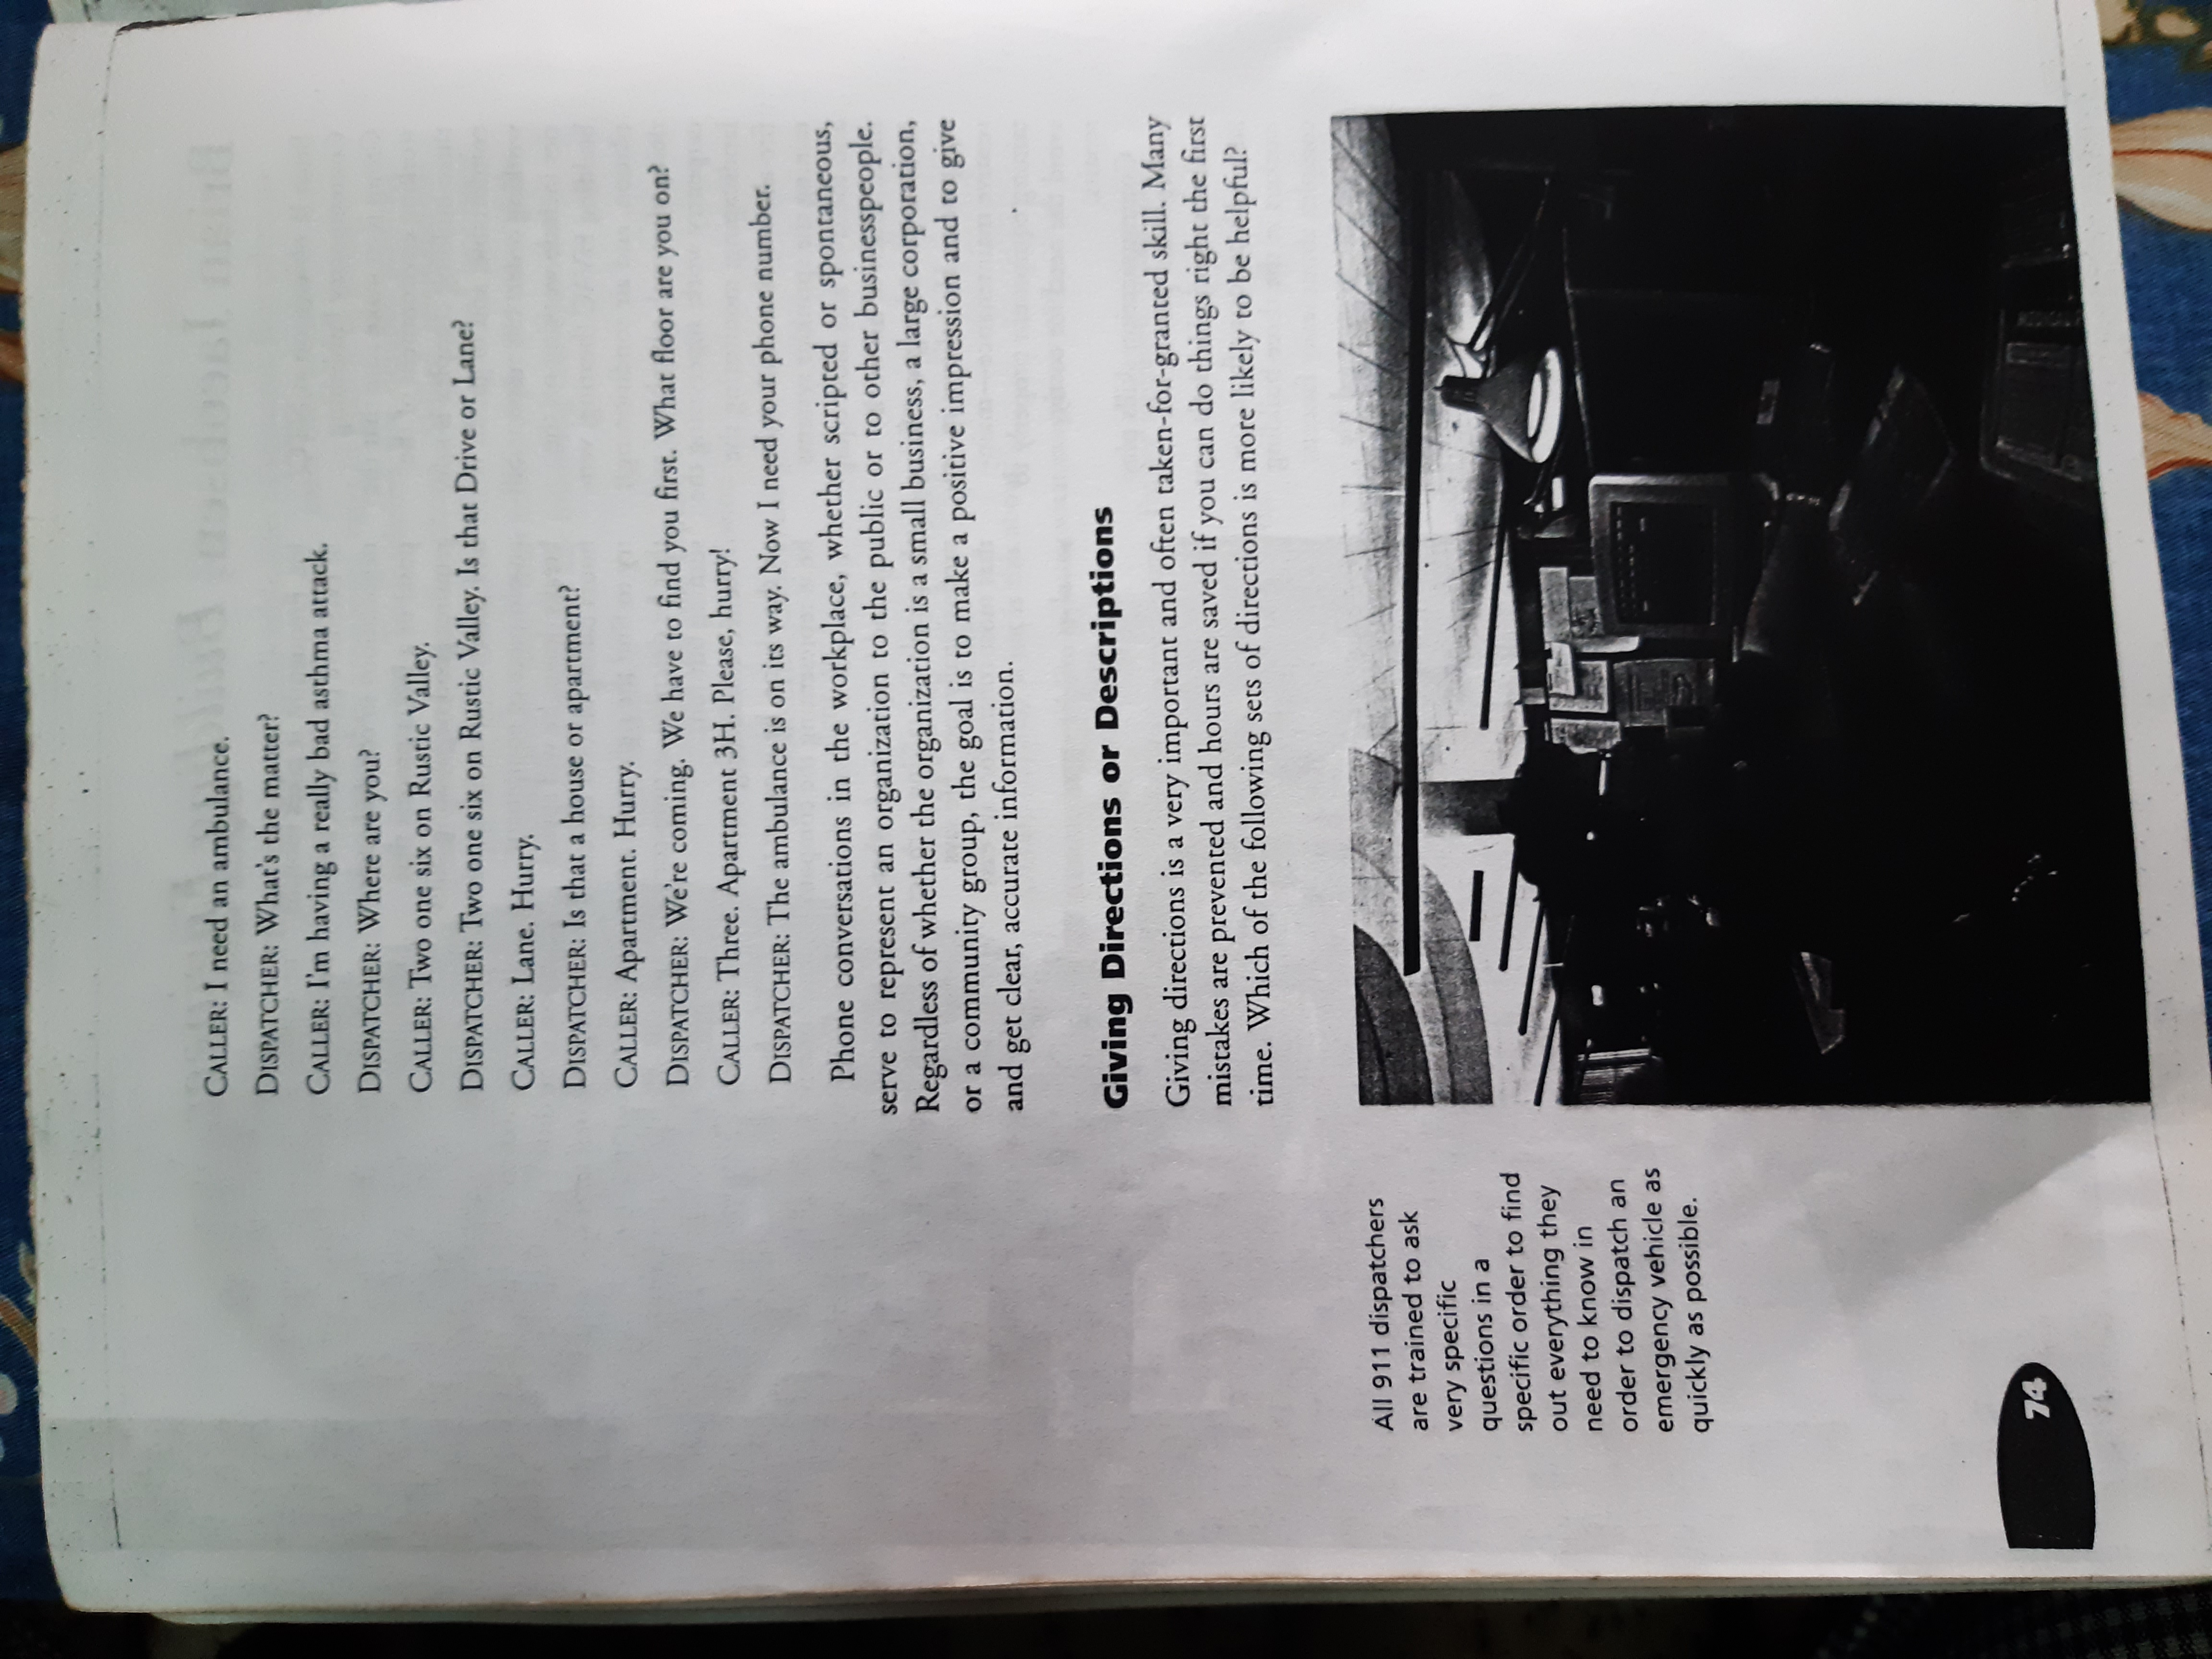 CALLER: I need an ambulance.
DISPATCHER: What's the matter?
CALLER: I'm having a really bad asthma attack.
DISPATCHER: Where are you?
CALLER: Two one six on Rustic Valley.
DISPATCHER: Two one six on Rustic Valley. Is that Drive or Lane?
CALLER: Lane. Hurry.
DISPATCHER: Is that a house or apartment?
CALLER: Apartment. Hurry.
DISPATCHER: We're coming. We have to find you first. What floor are you on?
CALLER: Three. Apartment 3H. Please, hurry!
DISPATCHER: The ambulance is on its way. Now I need your phone number.
Phone conversations in the workplace, whether scripted or spontaneous,
serve to represent an organization to the public or to other businesspeople.
Regardless of whether the organization is a small business, a large corporation,
or a community group, the goal is to make a positive impression and to give
and get clear, accurate information.
Giving Directions or Descriptions
Giving directions is a very important and often taken-for-granted skill. Many
mistakes are prevented and hours are saved if you can do things right the first
time. Which of the following sets of directions is more likely to be helpful?
All 911 dispatchers
are trained to ask
very specific
questions in a
specific order to find
out everything they
need to know in
order to dispatch an
emergency vehicle as
quickly as possible.
74